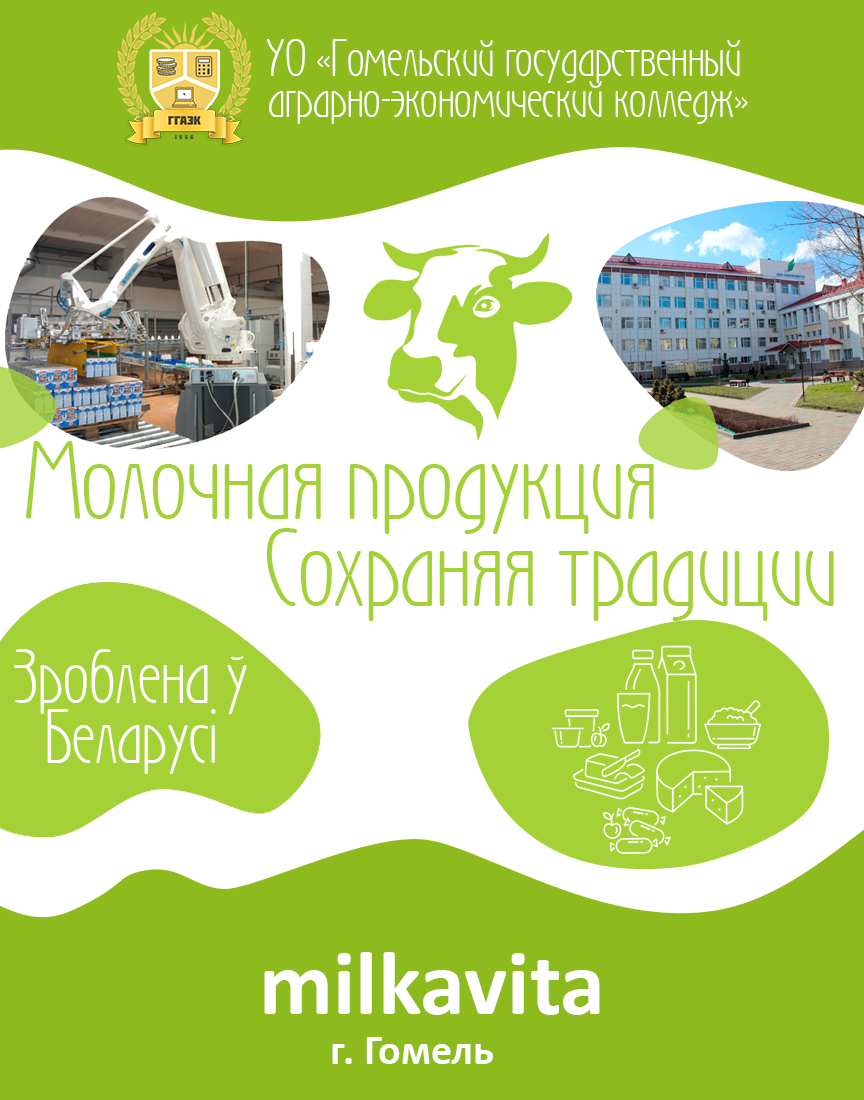 УО «Гомельский государственный
аграрно-экономический колледж»
ГГАЭК
Молочная продукция
Сохраняя традиции
Зроблена ў
Беларусі
milkavita
г. Гомель